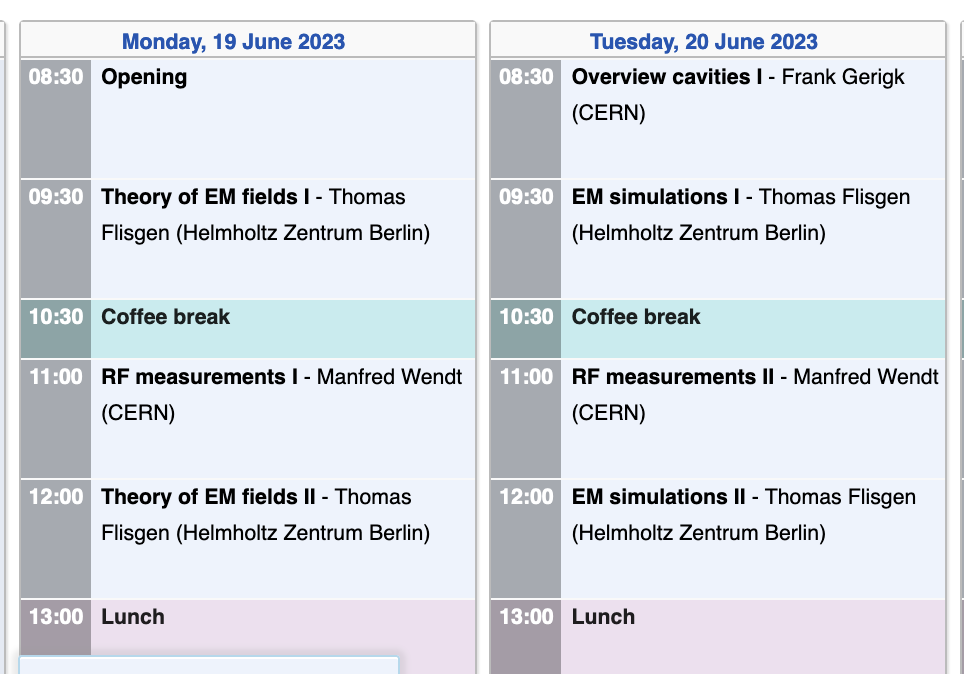 Monday, 19 June 2023
08:30 Opening
09:30 Theory of EM fields I - Thomas
Flisgen (Helmholtz Zentrum Berlin)
10:30 Coffee break
11:00 RF measurements I - Manfred Wendt
(CERN)
12:00 Theory of EM fields II - Thomas
Flisgen (Helmholtz Zentrum Berlin)
13:00 Lunch
Tuesday, 20 June 2023
08:30 Overview cavities I - Frank Gerigk
(CERN)
09:30 EM simulations I - Thomas Flisgen
(Helmholtz Zentrum Berlin)
10:30 Coffee break
11:00 RF measurements II - Manfred Wendt
(CERN)
12:00 EM simulations II - Thomas Flisgen
(Helmholtz Zentrum Berlin)
13:00 Lunch